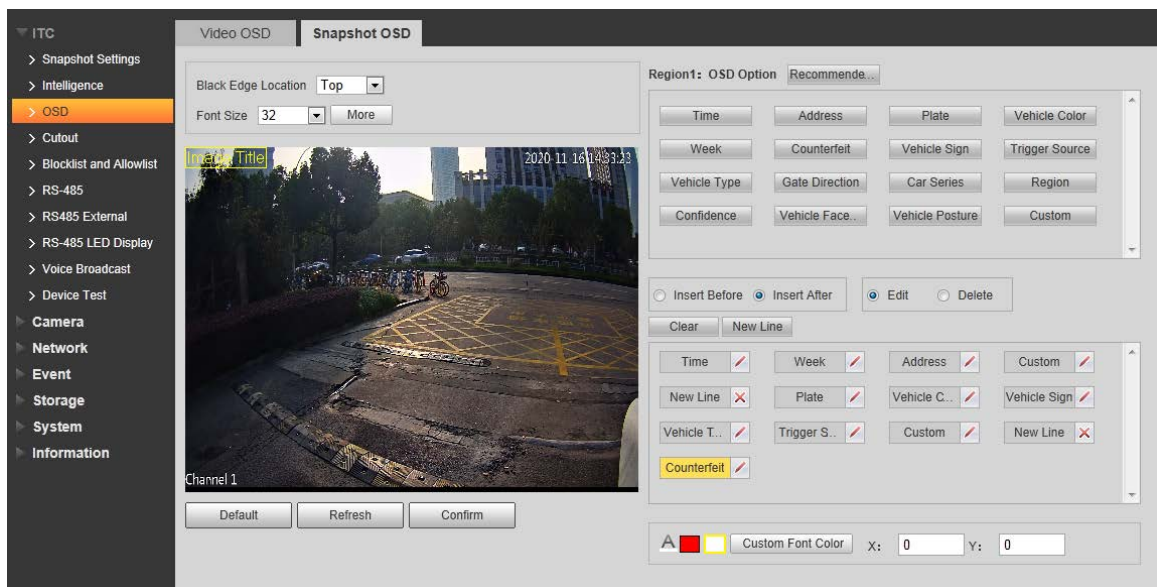 ITC
Snapshot Settings
Intelligence
OSD
Cutout
Blocklist and Allowlist
RS-485
RS485 External
RS-485 LED Display
Voice Broadcast
Device Test
Camera
Network
Event
Storage
System
Information
Video OSD Snapshot OSD
Black Edge Location Top
Font Size 32 More
Title
2020-11-16 14:33:23
Channel 1
Default Refresh Confirm
Region1: OSD Option Recommende...
Time Address Plate Vehicle Color
Week Counterfeit Vehicle Sign Trigger Source
Vehicle Type Gate Direction Car Series Region
Confidence Vehicle Face.. Vehicle Posture Custom
Insert Before Insert After Edit Delete
Clear New Line
Time Week Address Custom
New Line Plate Vehicle C... Vehicle Sign
Vehicle T... Trigger S.. Custom New Line
Counterfeit
A Custom Font Color X: 0 Y: 0